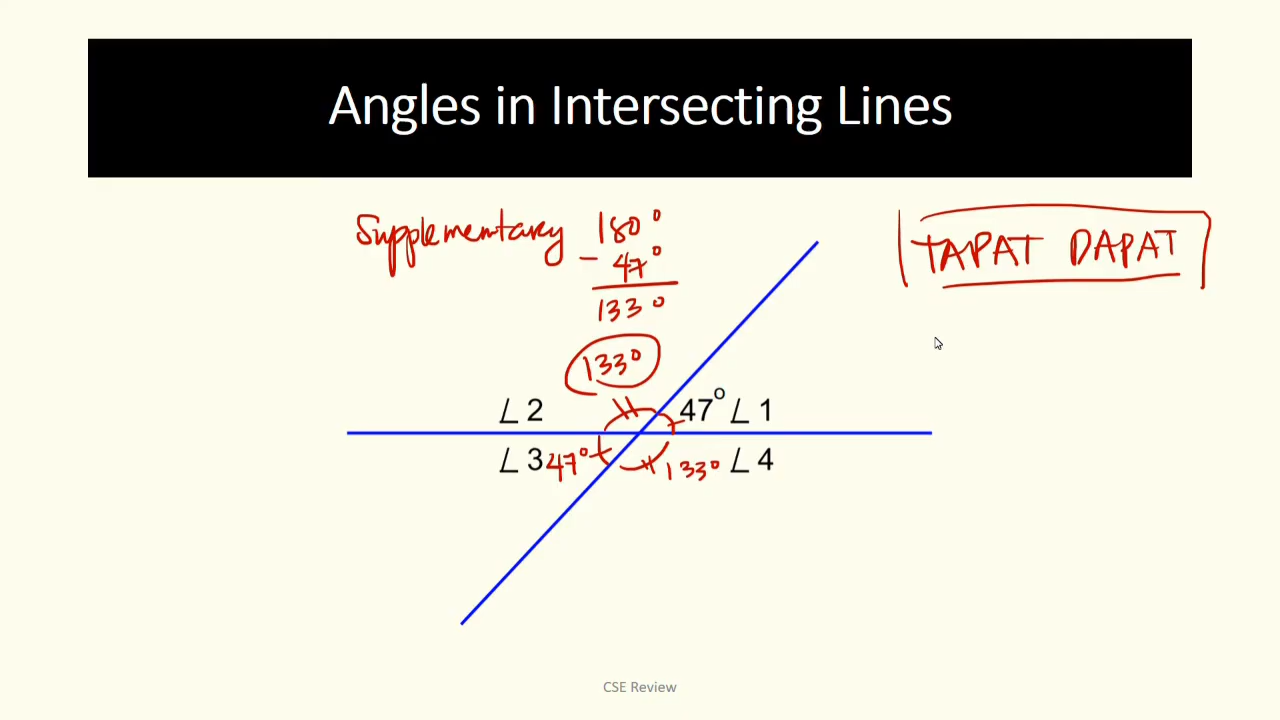 Angles in Intersecting Lines
Supplementary 180°
- 47°
133°
TAPAT DAPAT
133°
∠2 47° ∠1
∠3 47° 133° ∠4
CSE Review